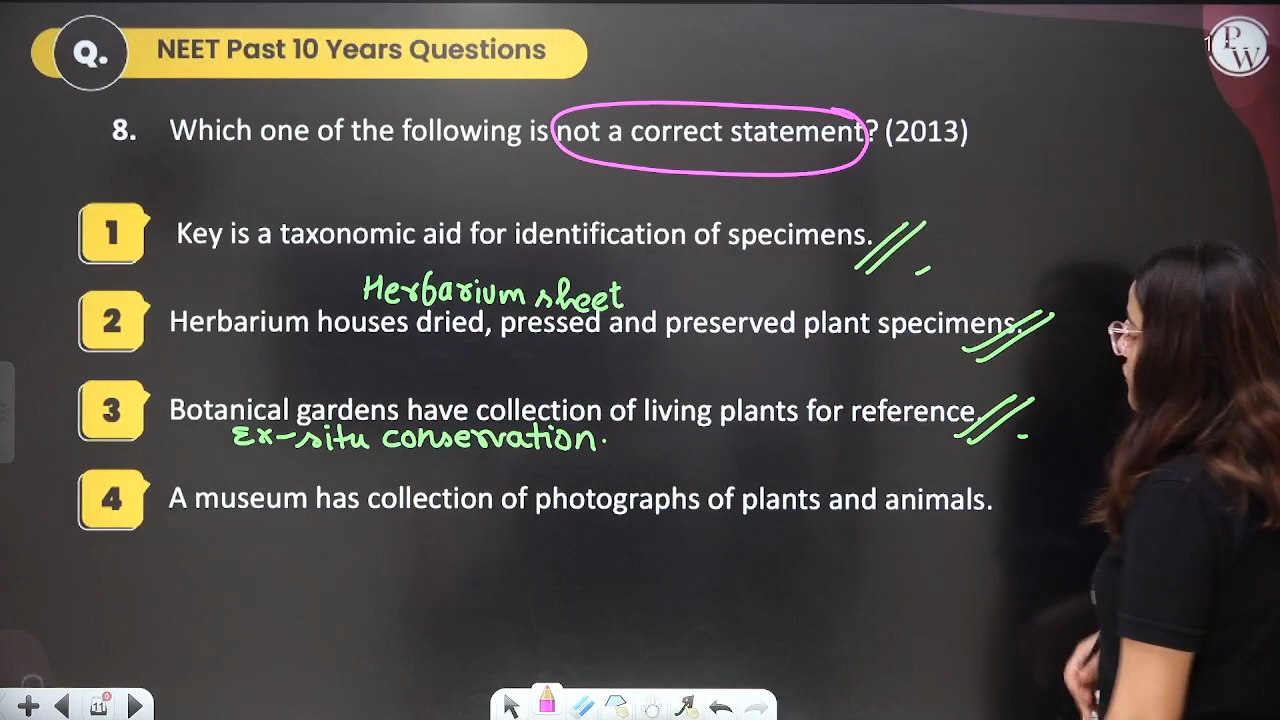 Q. NEET Past 10 Years Questions
PW
8. Which one of the following is not a correct statement? (2013)
1 Key is a taxonomic aid for identification of specimens.
Herbarium sheet
2 Herbarium houses dried, pressed and preserved plant specimens.
3 Botanical gardens have collection of living plants for reference.
Ex-situ conservation.
4 A museum has collection of photographs of plants and animals.
11